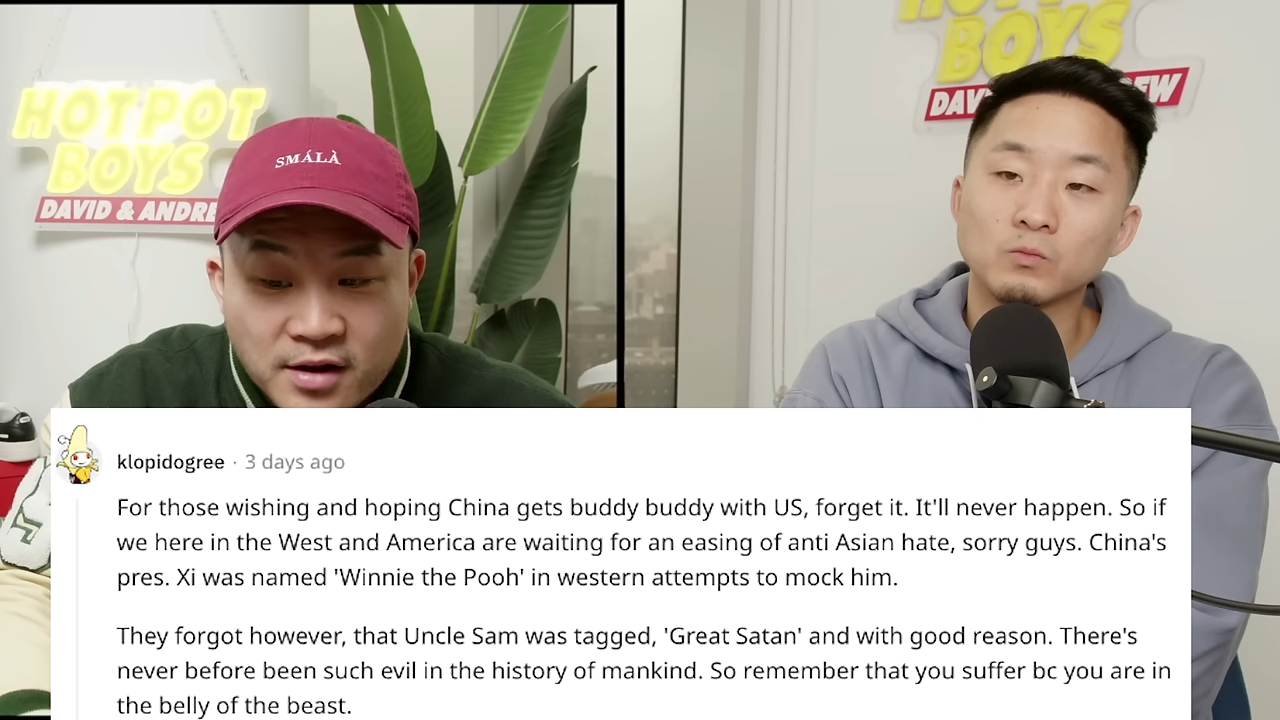 HOTPOT
BOYS
DAVID & ANDRE
SMÁLÀ
BOYS
DAV
EW
klopidogree · 3 days ago
For those wishing and hoping China gets buddy buddy with US, forget it. It'll never happen. So if
we here in the West and America are waiting for an easing of anti Asian hate, sorry guys. China's
pres. Xi was named 'Winnie the Pooh' in western attempts to mock him.
They forgot however, that Uncle Sam was tagged, 'Great Satan' and with good reason. There's
never before been such evil in the history of mankind. So remember that you suffer bc you are in
the belly of the beast.